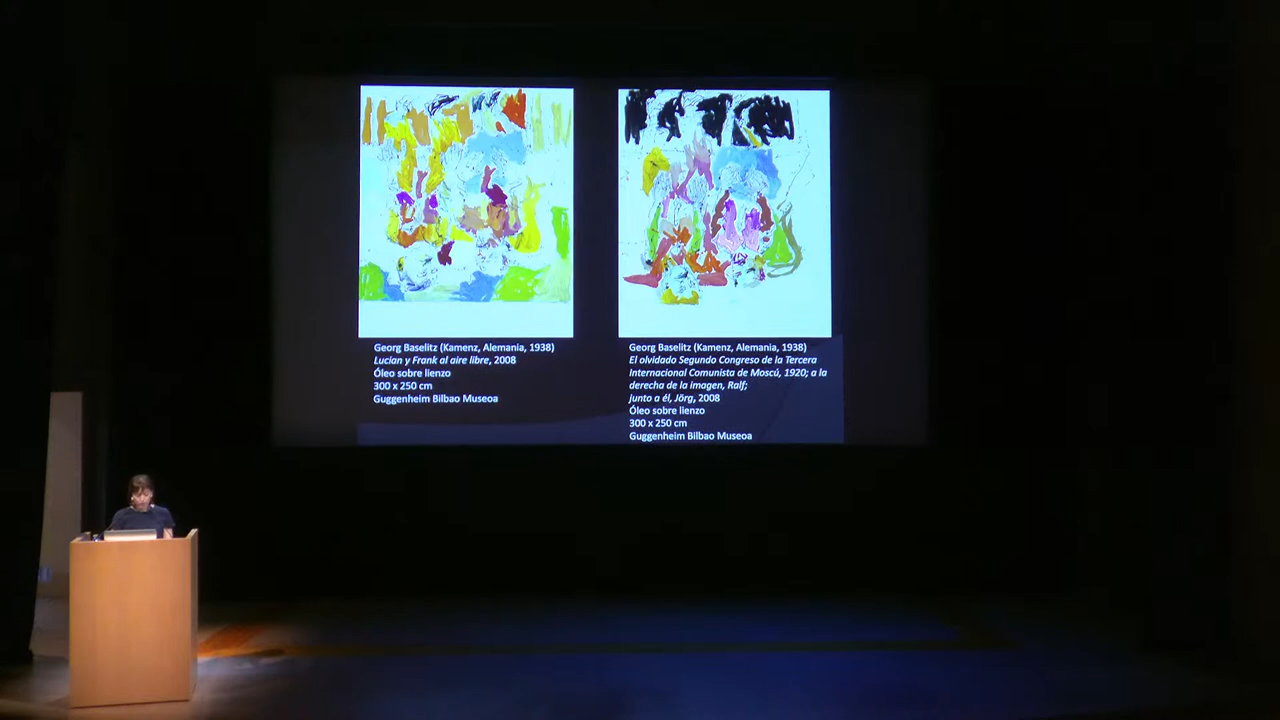 Georg Baselitz (Kamenz, Alemania, 1938)
Lucian y Frank al aire libre, 2008
Óleo sobre lienzo
300 x 250 cm
Guggenheim Bilbao Museoa
Georg Baselitz (Kamenz, Alemania, 1938)
El olvidado Segundo Congreso de la Tercera
Internacional Comunista de Moscú, 1920; a la
derecha de la imagen, Ralf;
junto a él, Jörg, 2008
Óleo sobre lienzo
300 x 250 cm
Guggenheim Bilbao Museoa